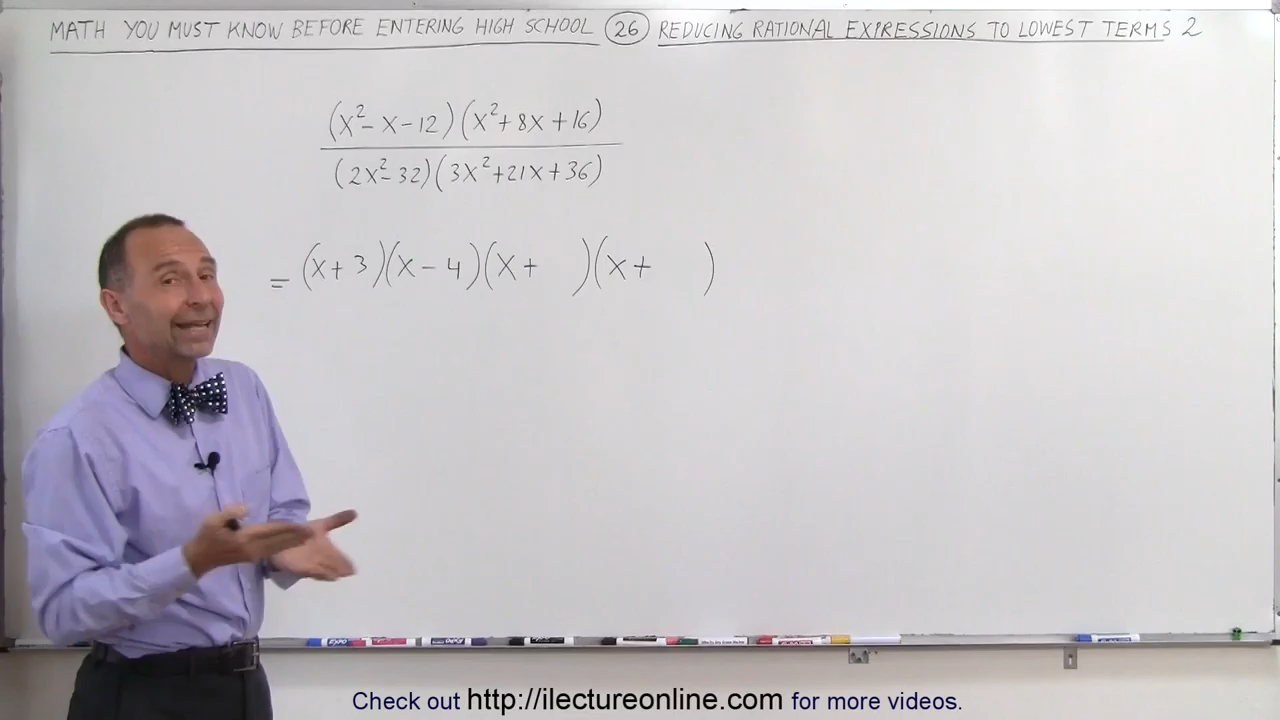 MATH YOU MUST KNOW BEFORE ENTERING HIGH SCHOOL 26 REDUCING RATIONAL EXPRESSIONS TO LOWEST TERMS 2
(x²-x-12)(x²+8x+16)
(2x²-32)(3x²+21x+36)
= (x+3)(x-4)(x+ )(x+ )
EXPO
Check out http://ilectureonline.com for more videos.